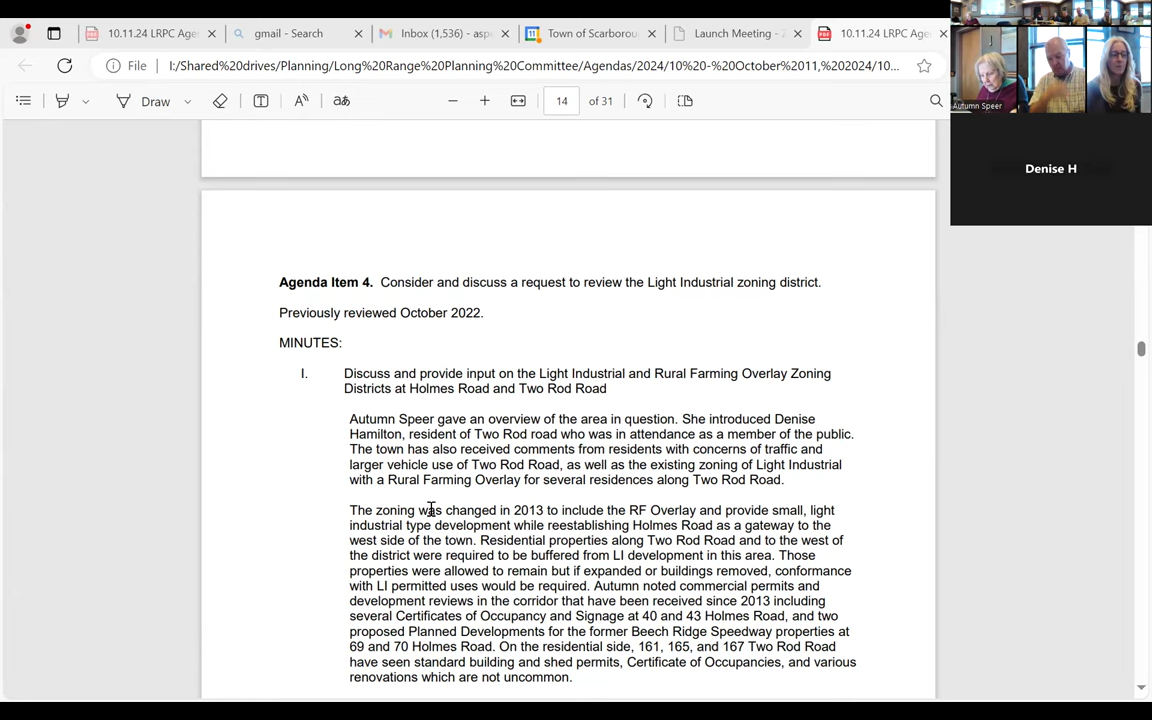 10.11.24 LRPC Age
gmail - Search
Inbox (1,536) - aspe
Town of Scarborou
Launch Meeting -
10.11.24 LRPC Age
File
I:/Shared%20drives/Planning/Long%20Range%20Planning%20Committee/Agendas/2024/10%20-%20October%2011,%202024/10...
Draw
14
of 31
Autumn Speer
Denise H
Agenda Item 4. Consider and discuss a request to review the Light Industrial zoning district.
Previously reviewed October 2022.
MINUTES:
I. Discuss and provide input on the Light Industrial and Rural Farming Overlay Zoning
Districts at Holmes Road and Two Rod Road
Autumn Speer gave an overview of the area in question. She introduced Denise
Hamilton, resident of Two Rod road who was in attendance as a member of the public.
The town has also received comments from residents with concerns of traffic and
larger vehicle use of Two Rod Road, as well as the existing zoning of Light Industrial
with a Rural Farming Overlay for several residences along Two Rod Road.
The zoning was changed in 2013 to include the RF Overlay and provide small, light
industrial type development while reestablishing Holmes Road as a gateway to the
west side of the town. Residential properties along Two Rod Road and to the west of
the district were required to be buffered from LI development in this area. Those
properties were allowed to remain but if expanded or buildings removed, conformance
with LI permitted uses would be required. Autumn noted commercial permits and
development reviews in the corridor that have been received since 2013 including
several Certificates of Occupancy and Signage at 40 and 43 Holmes Road, and two
proposed Planned Developments for the former Beech Ridge Speedway properties at
69 and 70 Holmes Road. On the residential side, 161, 165, and 167 Two Rod Road
have seen standard building and shed permits, Certificate of Occupancies, and various
renovations which are not uncommon.